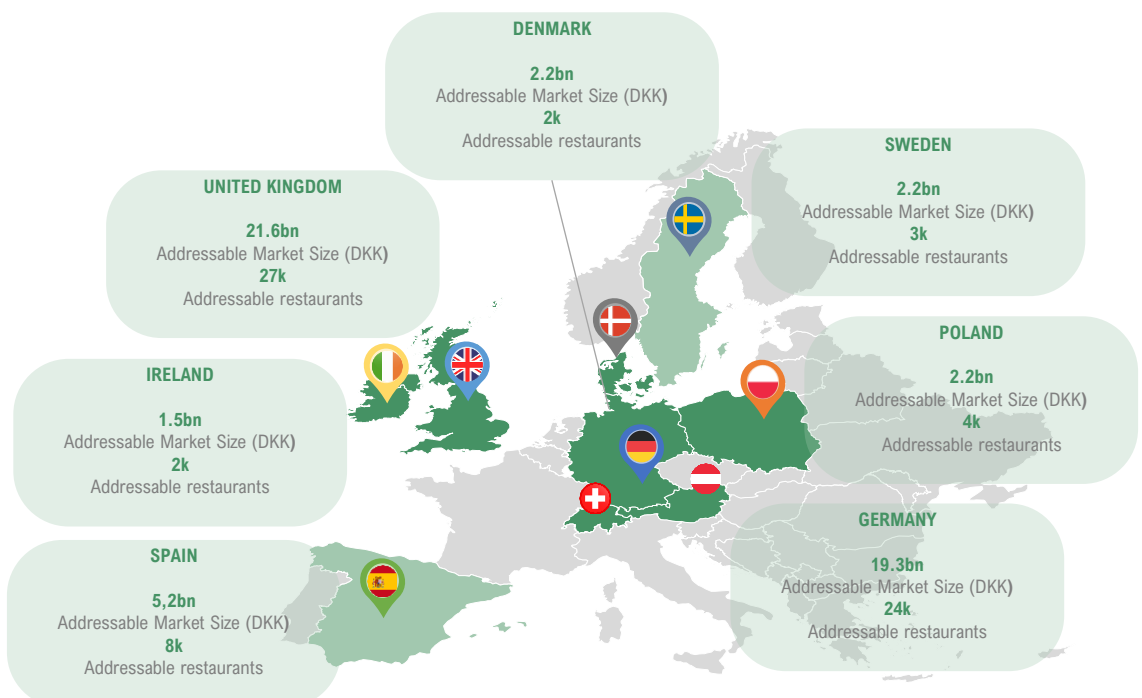 DENMARK
2.2bn
Addressable Market Size (DKK)
2k
Addressable restaurants
SWEDEN
2.2bn
Addressable Market Size (DKK)
3k
Addressable restaurants
UNITED KINGDOM
21.6bn
Addressable Market Size (DKK)
27k
Addressable restaurants
POLAND
2.2bn
Addressable Market Size (DKK)
4k
Addressable restaurants
IRELAND
1.5bn
Addressable Market Size (DKK)
2k
Addressable restaurants
GERMANY
19.3bn
Addressable Market Size (DKK)
24k
Addressable restaurants
SPAIN
5,2bn
Addressable Market Size (DKK)
8k
Addressable restaurants